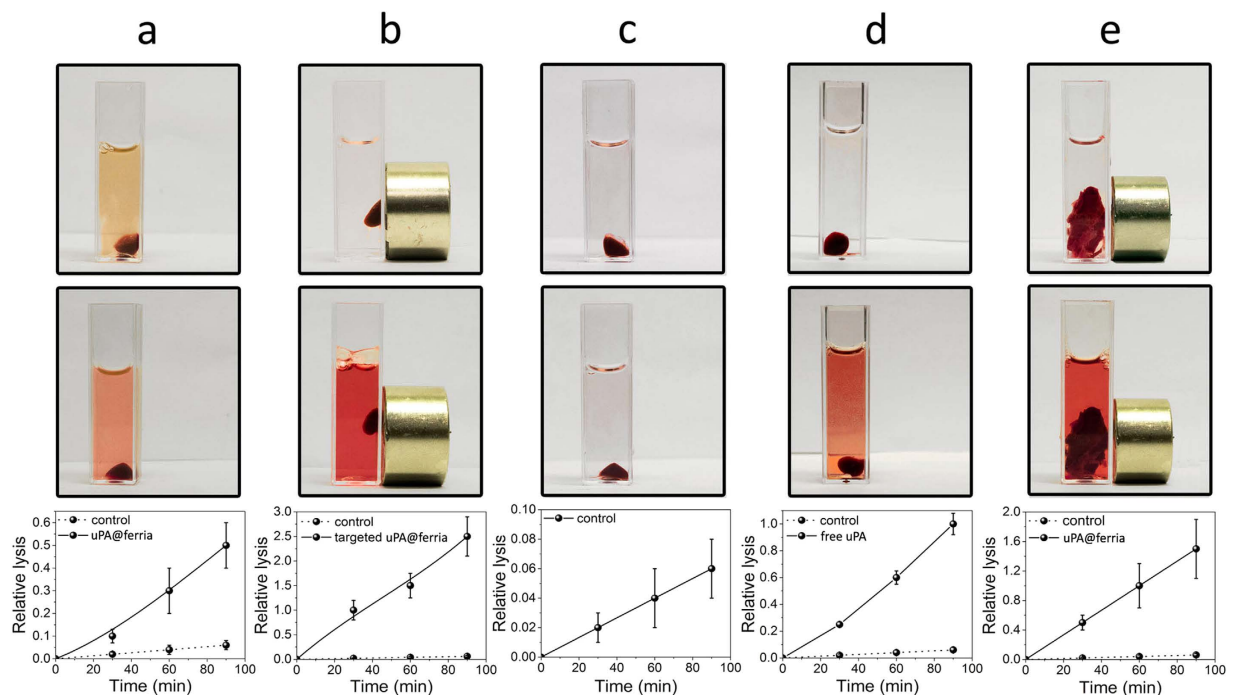 a
b
c
d
e
Relative lysis
0.6
0.5
0.4
0.3
0.2
0.1
0.0
control
uPA@ferria
0 20 40 60 80 100
Time (min)
Relative lysis
3.0
2.5
2.0
1.5
1.0
0.5
0.0
control
targeted uPA@ferria
0 20 40 60 80 100
Time (min)
Relative lysis
0.10
0.08
0.06
0.04
0.02
0.00
control
0 20 40 60 80 100
Time (min)
Relative lysis
1.0
0.8
0.6
0.4
0.2
0.0
control
free uPA
0 20 40 60 80 100
Time (min)
Relative lysis
2.0
1.6
1.2
0.8
0.4
0.0
control
uPA@ferria
0 20 40 60 80 100
Time (min)